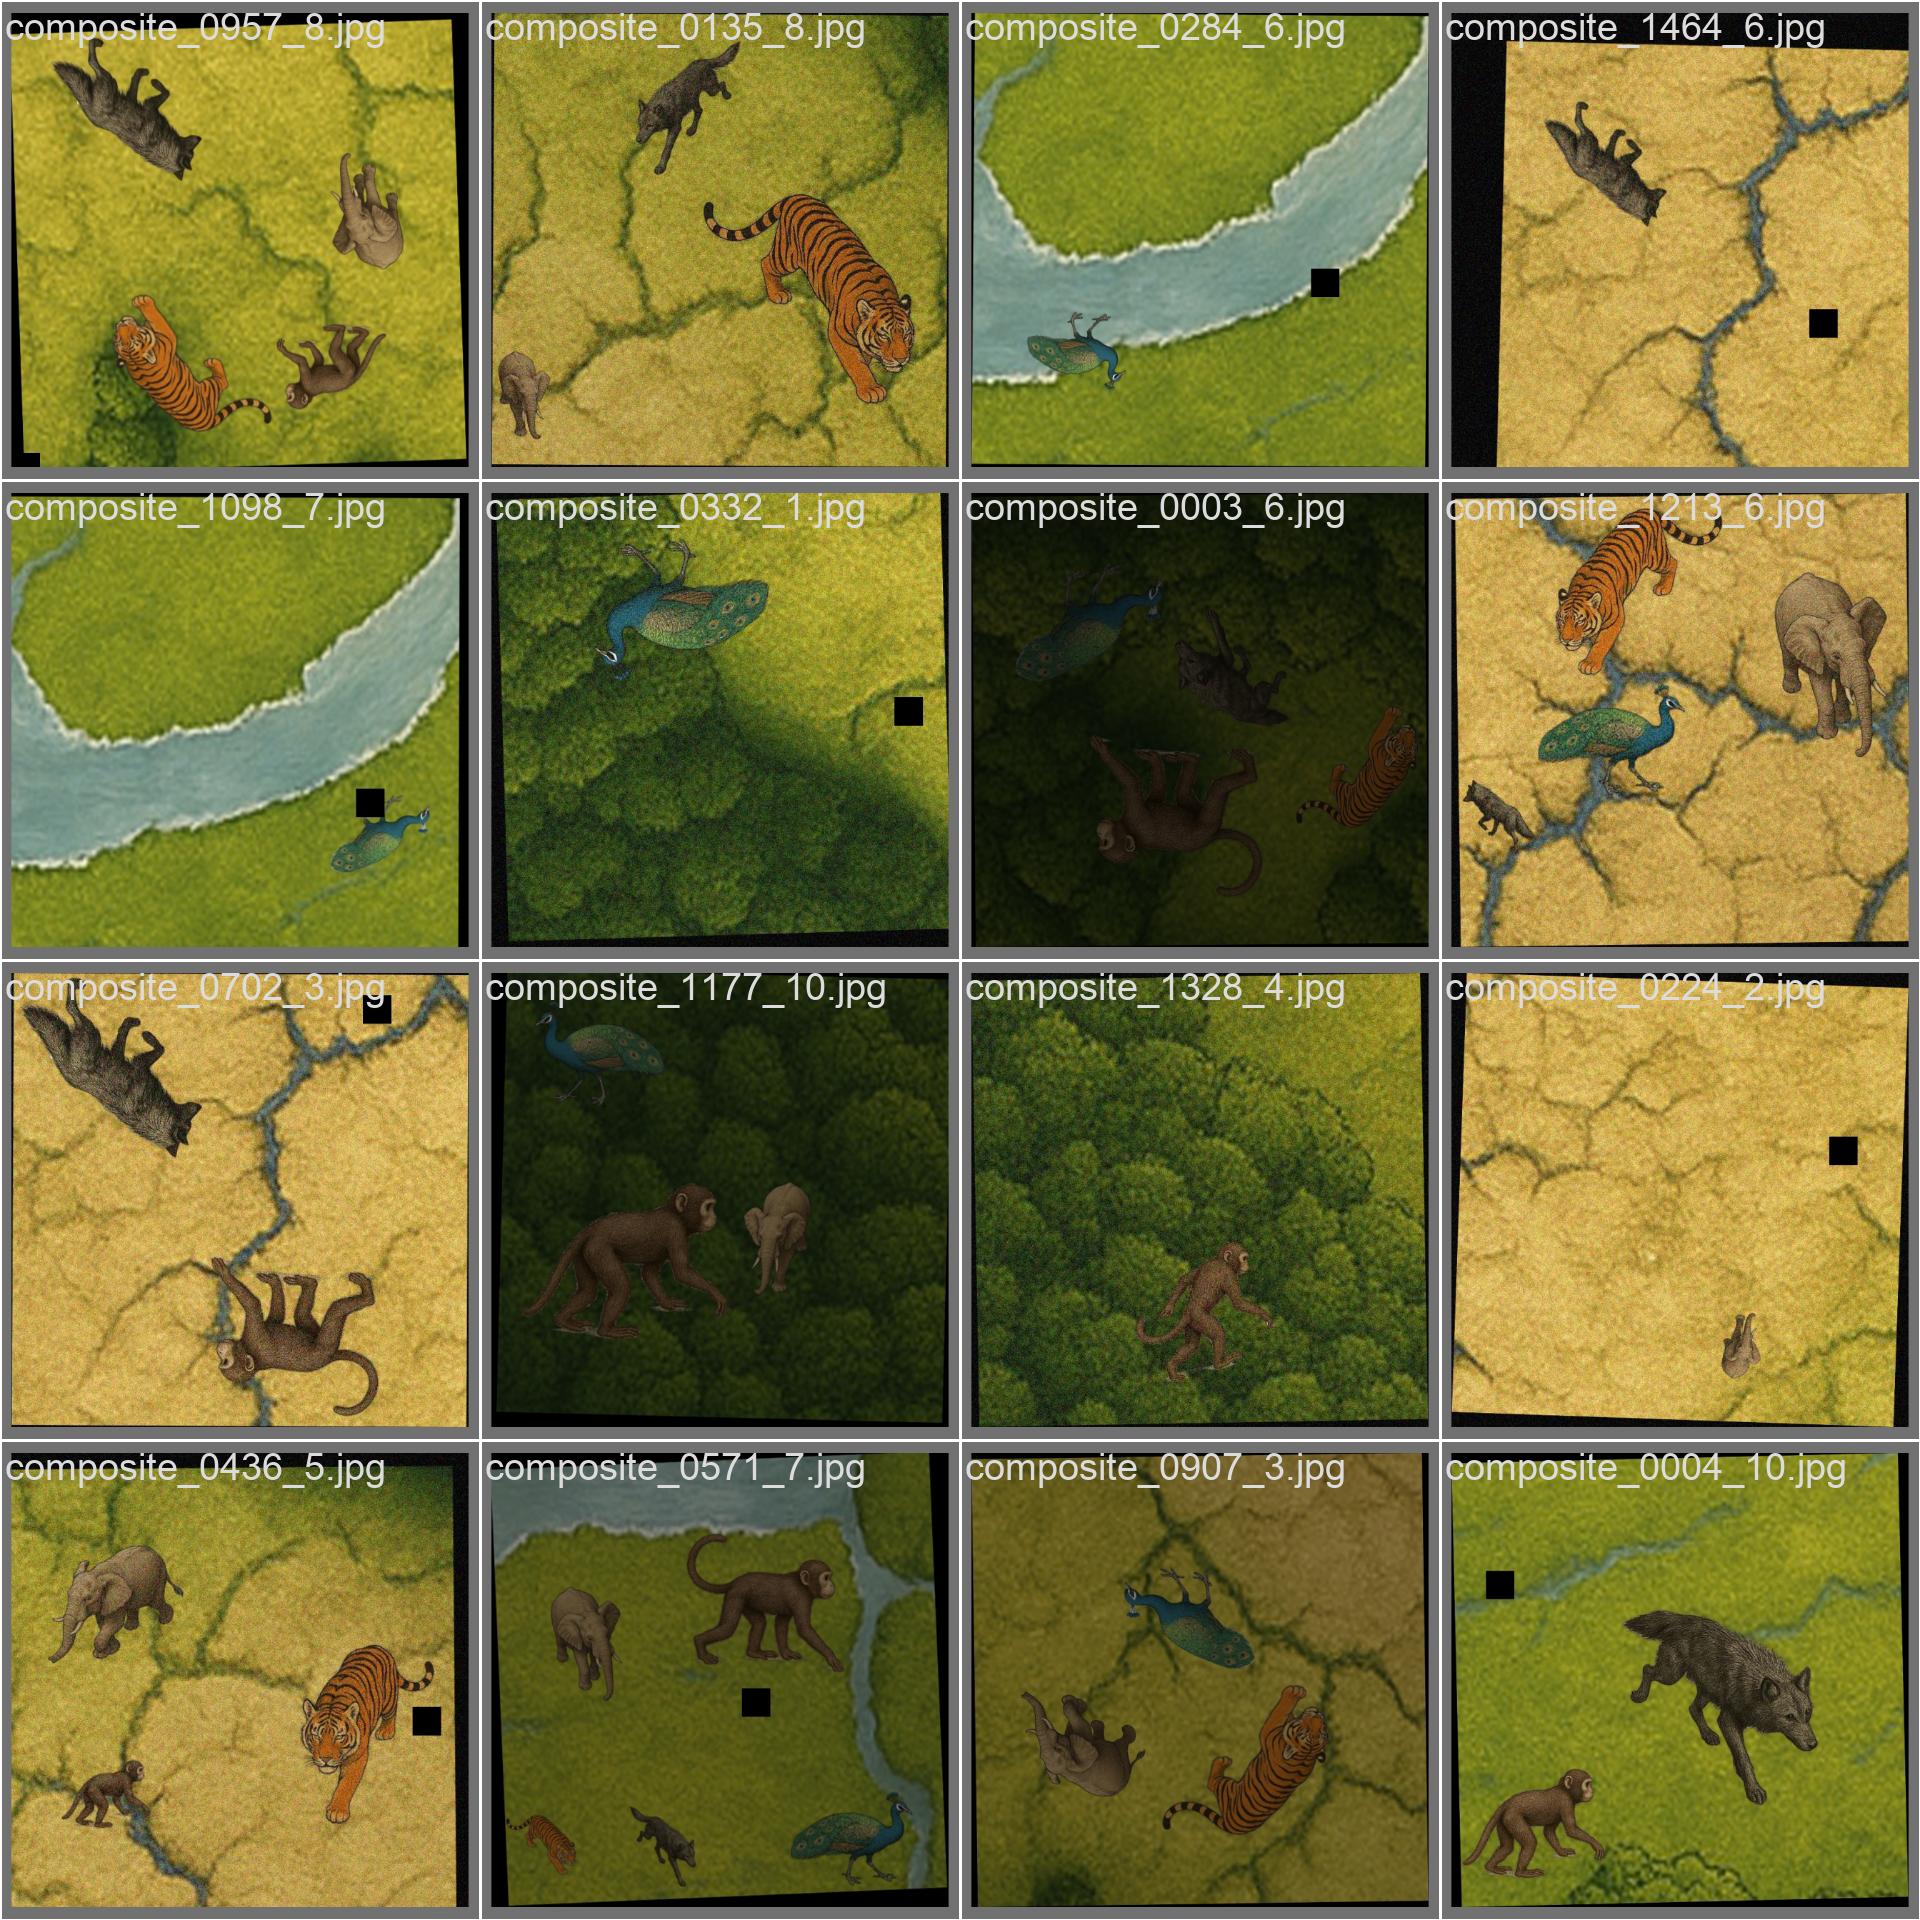 composite_0957_8.jpg
composite_0135_8.jpg
composite_0284_6.jpg
composite_1464_6.jpg
composite_1098_7.jpg
composite_0332_1.jpg
composite_0003_6.jpg
composite_1213_6.jpg
composite_0702_3.jpg
composite_1177_10.jpg
composite_1328_4.jpg
composite_0224_2.jpg
composite_0436_5.jpg
composite_0571_7.jpg
composite_0907_3.jpg
composite_0004_10.jpg